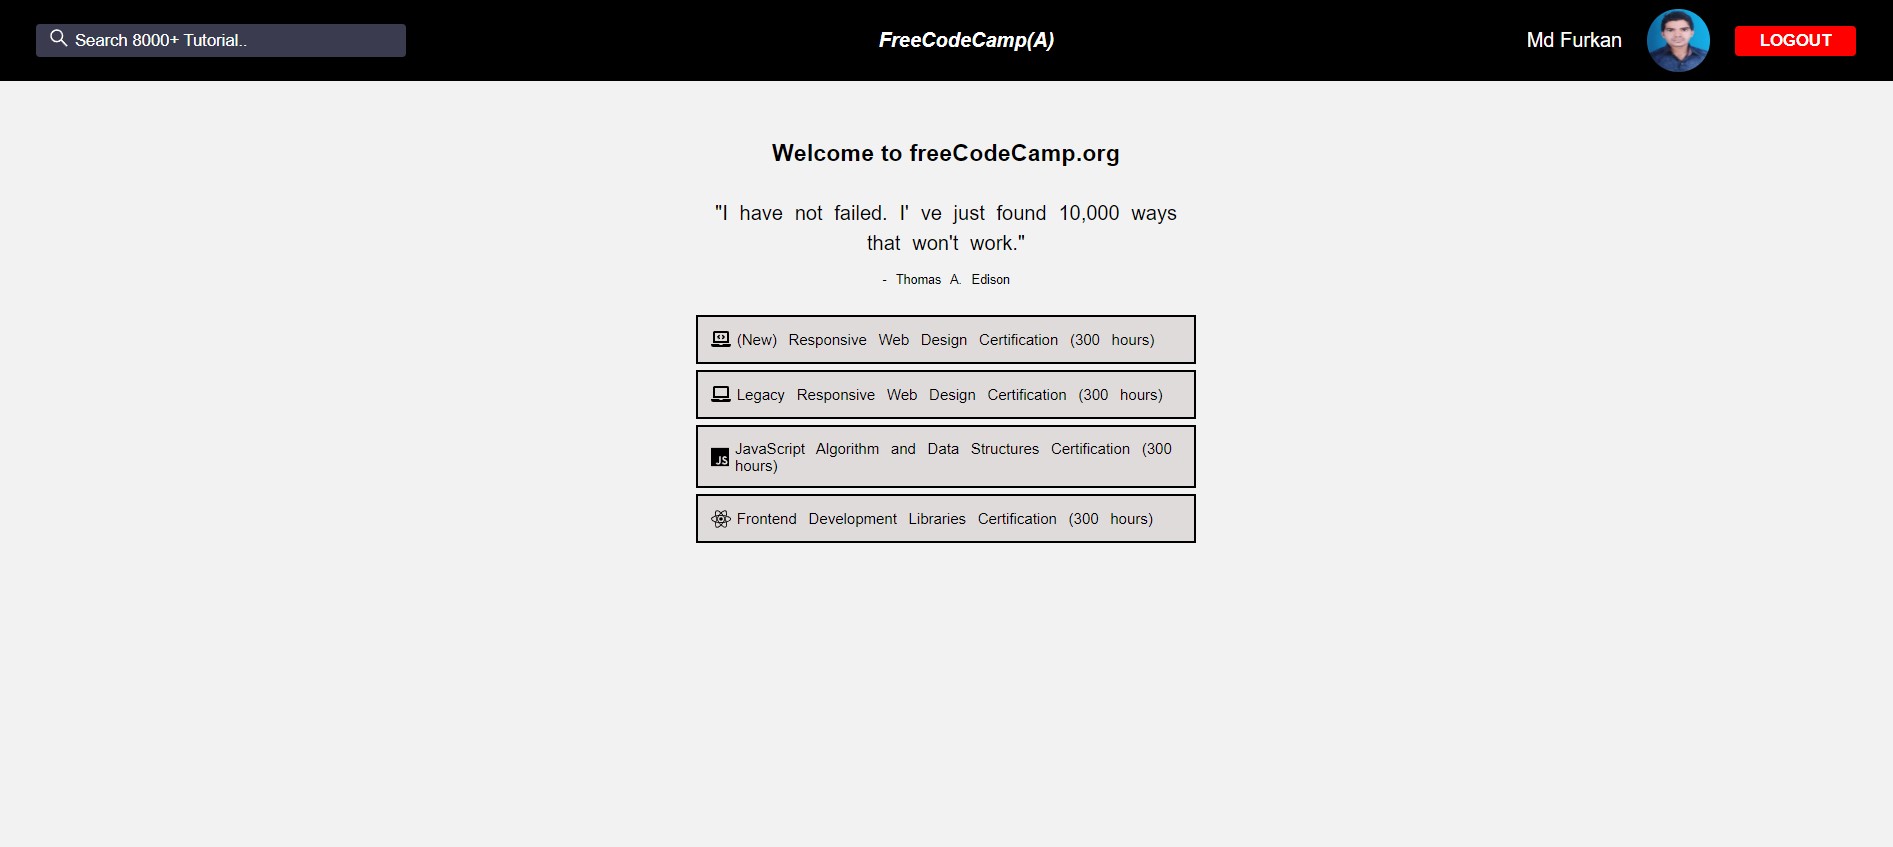 Search 8000+ Tutorial..
FreeCodeCamp(A)
Md Furkan
LOGOUT
Welcome to freeCodeCamp.org
"I have not failed. I' ve just found 10,000 ways
that won't work."
- Thomas A. Edison
(New) Responsive Web Design Certification (300 hours)
Legacy Responsive Web Design Certification (300 hours)
JS
JavaScript Algorithm and Data Structures Certification (300
hours)
Frontend Development Libraries Certification (300 hours)